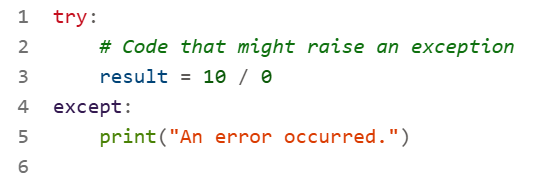 1 try:
2     # Code that might raise an exception
3     result = 10 / 0
4 except:
5     print("An error occurred.")
6